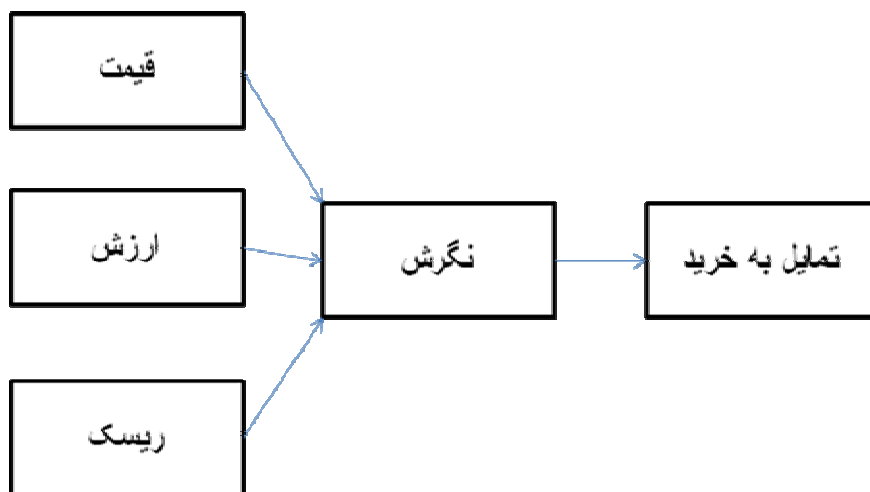 قیمت
ارزش
ریسک
نگرش
تمایل به خرید